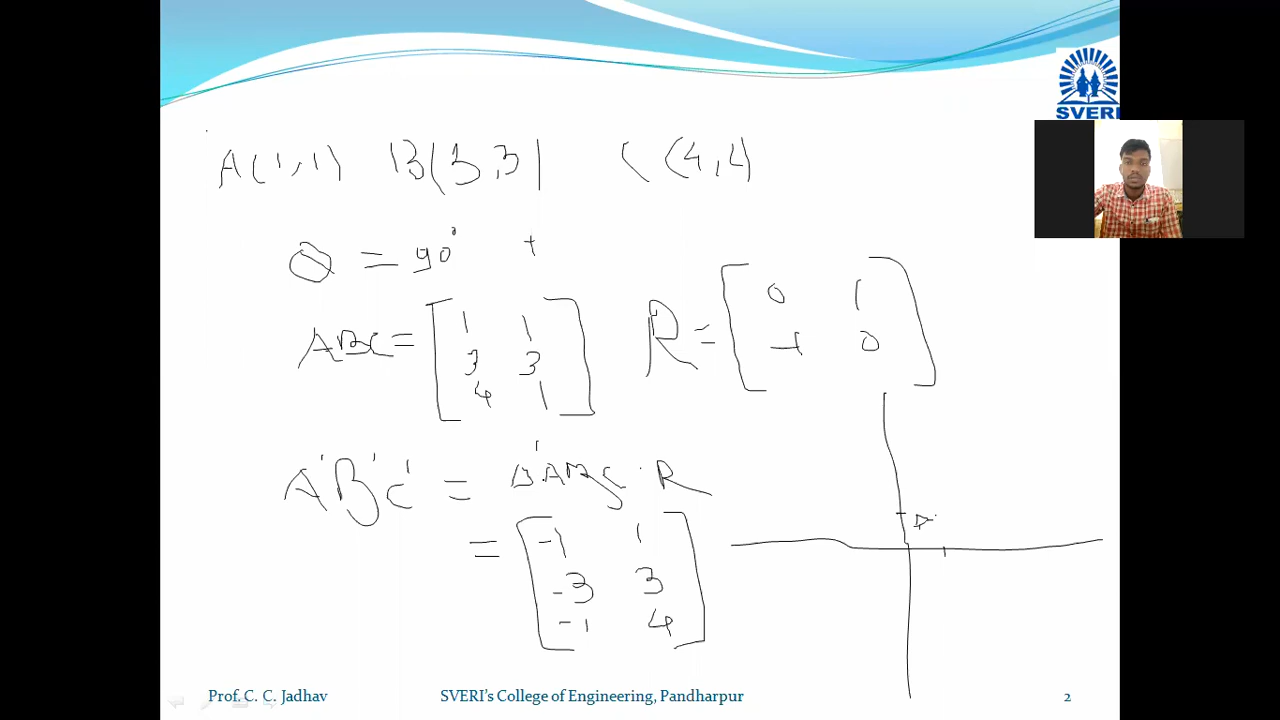 SVERI
A(1,1) B(3,3) C(4,1)
θ = 90° +
ABC = [ 1 1
3 3
4 1 ]
R = [ 0 1
-1 0 ]
A'B'C' = ABC · R
= [ -1 1
-3 3
-1 4 ]
Prof. C. C. Jadhav SVERI's College of Engineering, Pandharpur 2